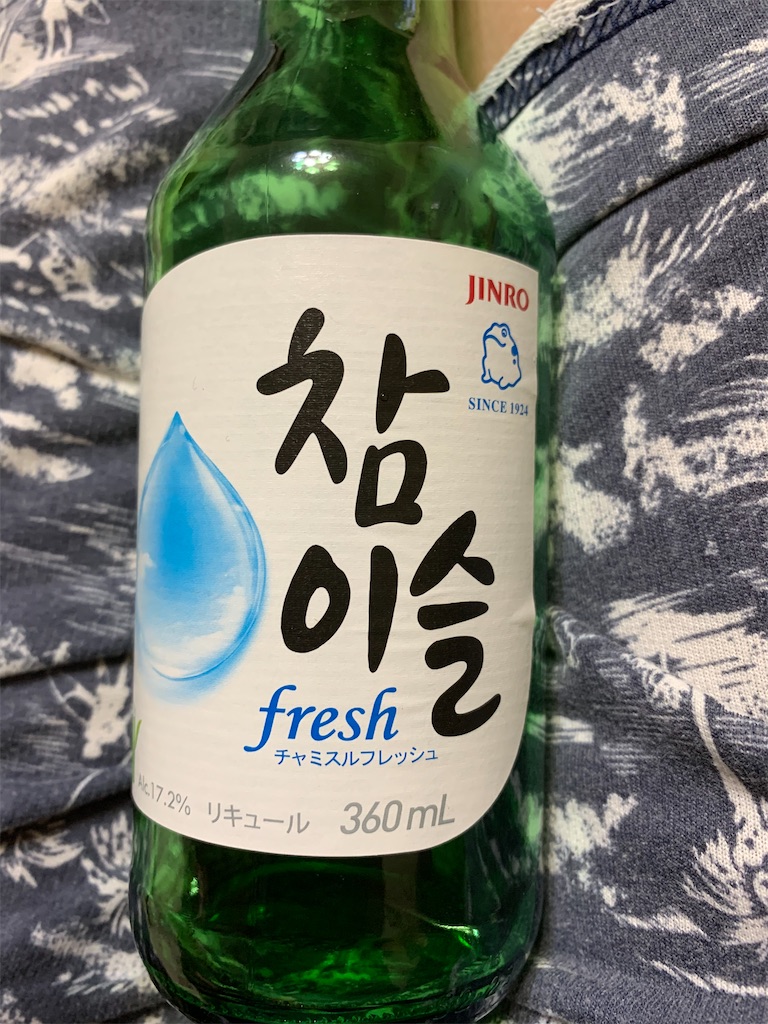 JINRO
SINCE 1924
참
이슬
fresh
チャミスルフレッシュ
Alc.17.2% リキュール 360mL